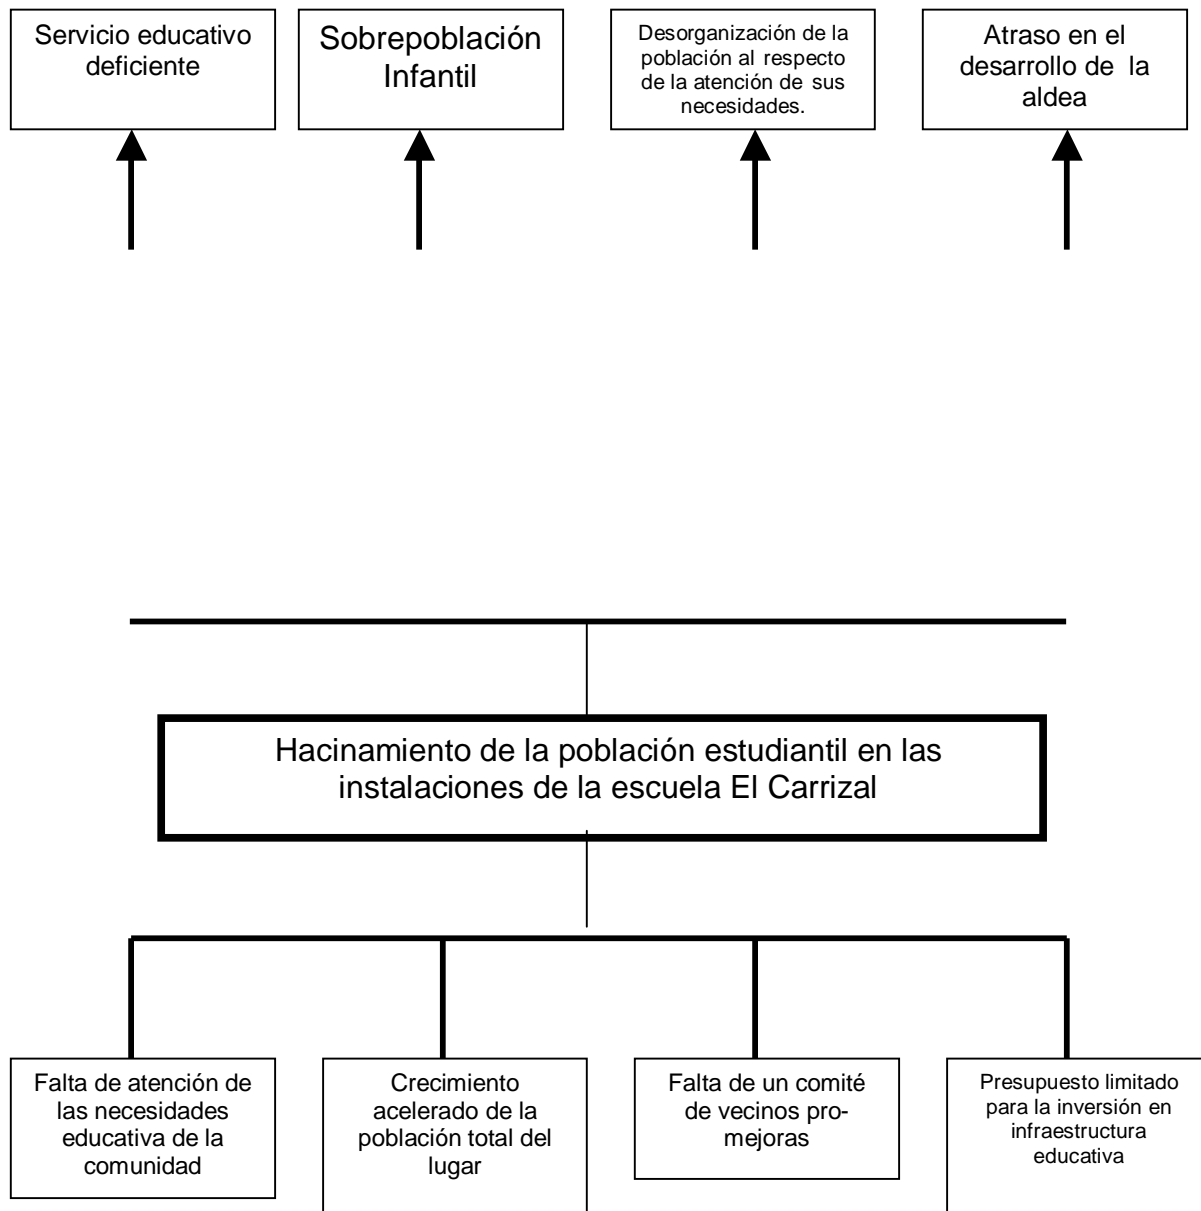 Servicio educativo
deficiente
Sobrepoblación
Infantil
Desorganización de la
población al respecto
de la atención de sus
necesidades.
Atraso en el
desarrollo de  la
aldea
Hacinamiento de la población estudiantil en las
instalaciones de la escuela El Carrizal
Falta de atención de
las necesidades
educativa de la
comunidad
Crecimiento
acelerado de la
población total del
lugar
Falta de un comité
de vecinos pro-
mejoras
Presupuesto limitado
para la inversión en
infraestructura
educativa